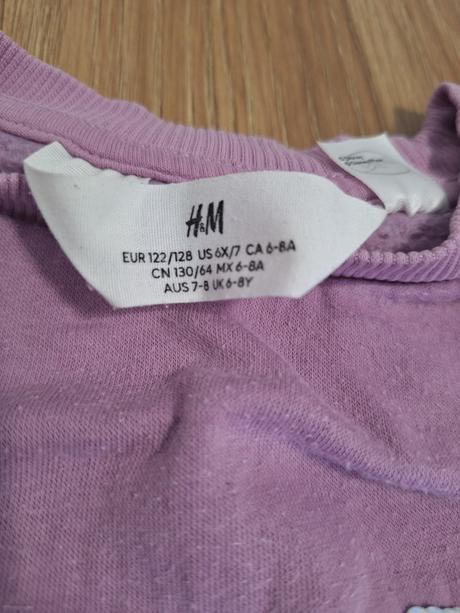 H&M
EUR 122/128 US 6X/7 CA 6-8A
CN 130/64 MX 6-8A
AUS 7-8 UK 6-8Y